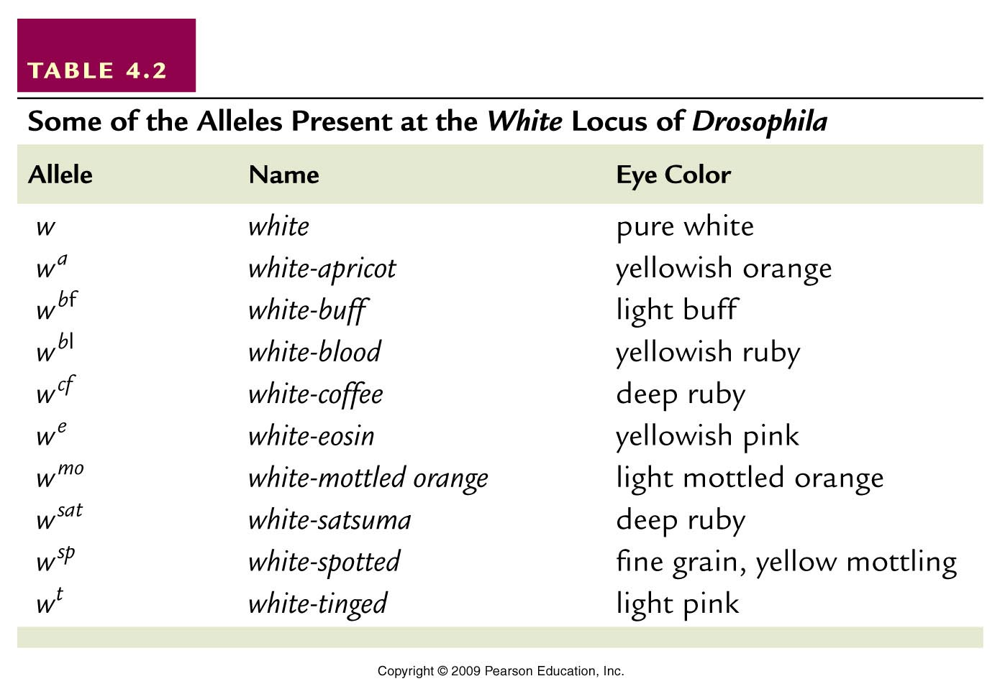 TABLE 4.2
Some of the Alleles Present at the White Locus of Drosophila
Allele Name Eye Color
w white pure white
w^a white-apricot yellowish orange
w^bf white-buff light buff
w^bl white-blood yellowish ruby
w^cf white-coffee deep ruby
w^e white-eosin yellowish pink
w^mo white-mottled orange light mottled orange
w^sat white-satsuma deep ruby
w^sp white-spotted fine grain, yellow mottling
w^t white-tinged light pink
Copyright © 2009 Pearson Education, Inc.